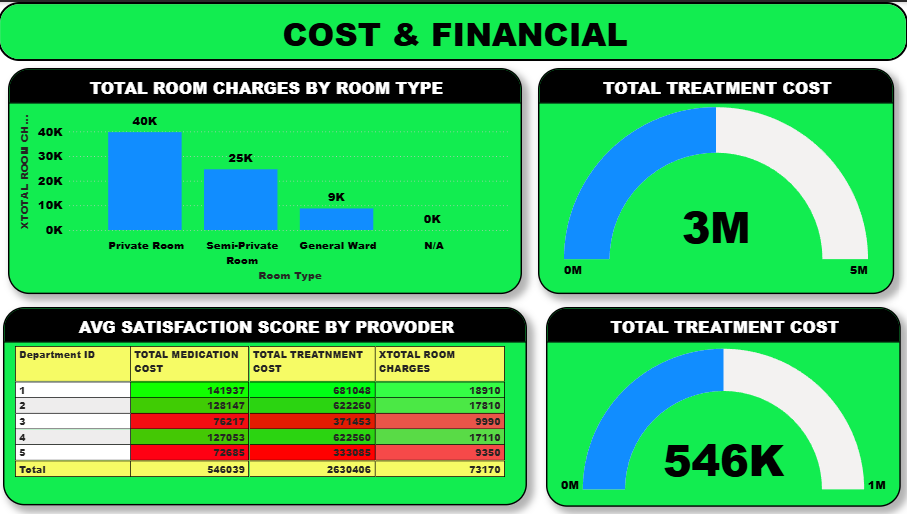 COST & FINANCIAL
TOTAL ROOM CHARGES BY ROOM TYPE
XTOTAL ROOM CH...
40K
30K
20K
10K
0K
40K
25K
9K
0K
Private Room
Semi-Private
Room
General Ward
N/A
Room Type
TOTAL TREATMENT COST
3M
0M
5M
AVG SATISFACTION SCORE BY PROVODER
Department ID TOTAL MEDICATION COST TOTAL TREATNMENT COST XTOTAL ROOM CHARGES
1 141937 681048 18910
2 128147 622260 17810
3 76217 371453 9990
4 127053 622560 17110
5 72685 333085 9350
Total 546039 2630406 73170
TOTAL TREATMENT COST
546K
0M
1M